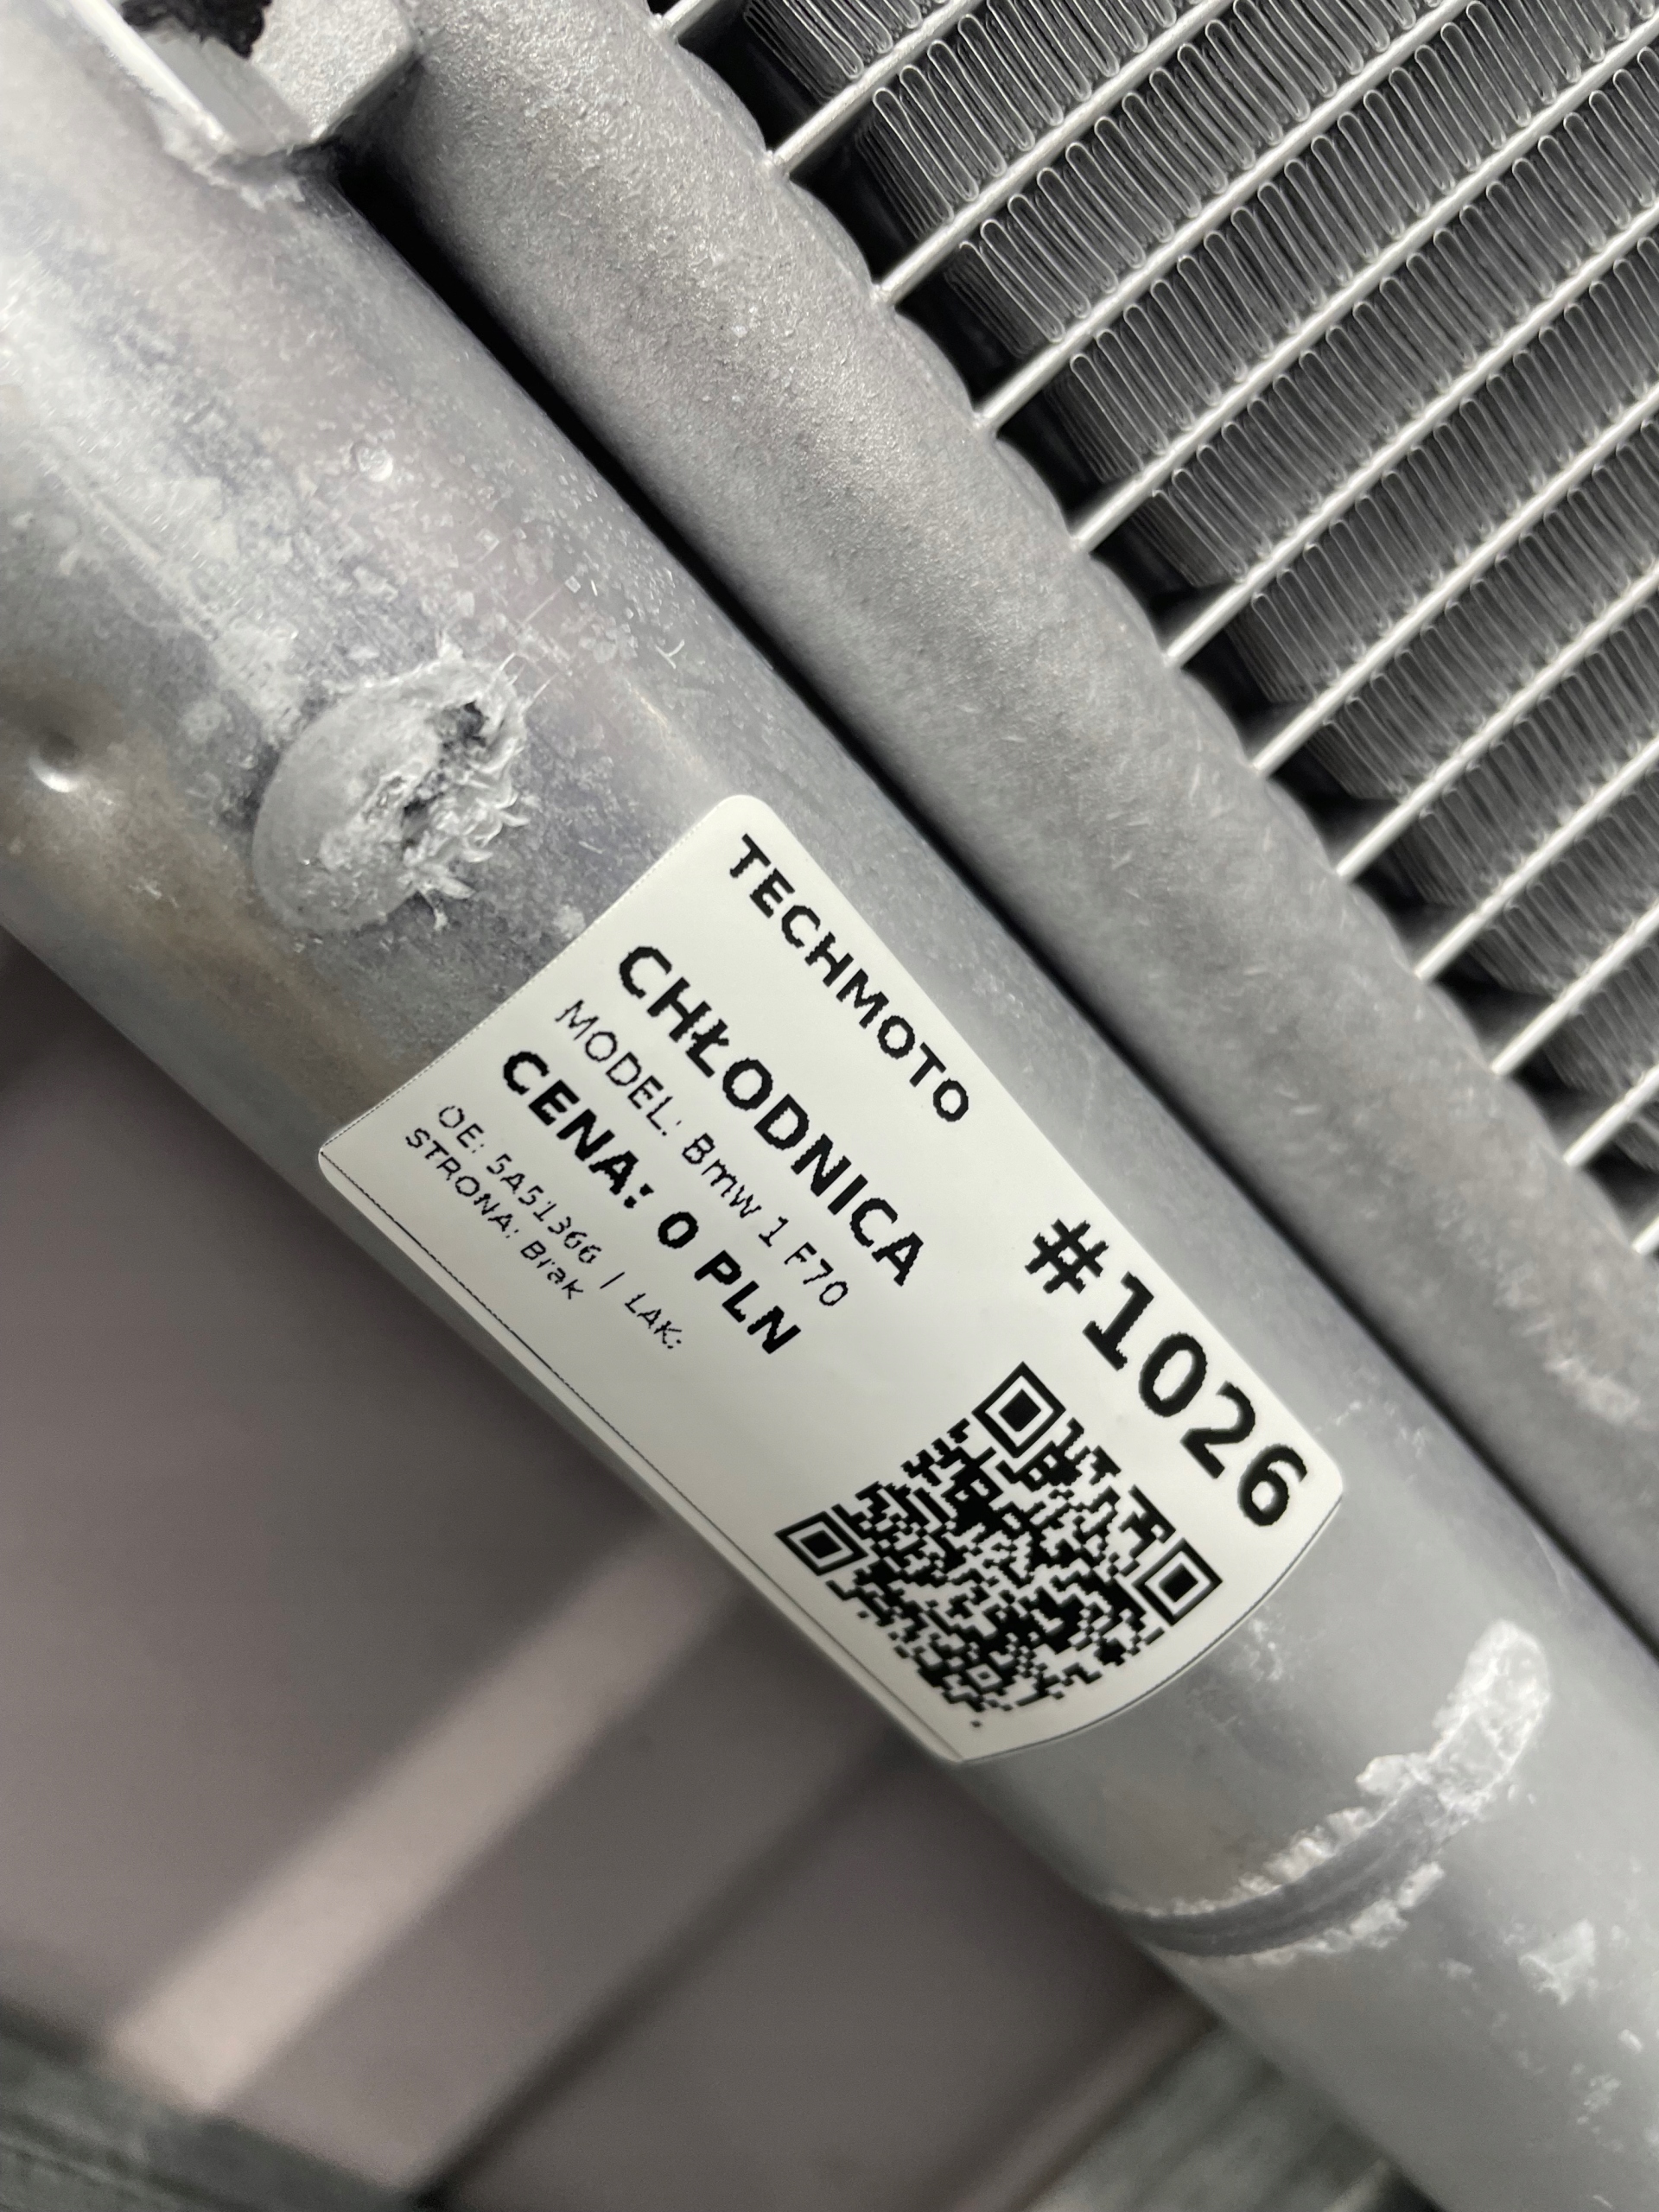 TECHMOTO
#1026
CHŁODNICA
MODEL: Bmw 1 F70
CENA: 0 PLN
OE: 5A51366 | LAK:
STRONA: Brak